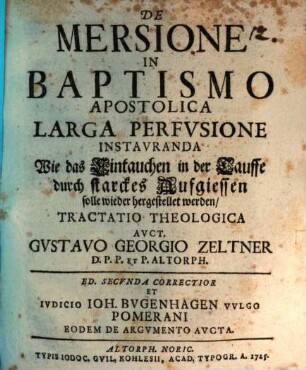 DE
MERSIONE
IN
BAPTISMO
APOSTOLICA
LARGA PERFVSIONE
INSTAVRANDA
Wie das Eintauchen in der Tauffe
durch starckes Aufgiessen
solle wieder hergestellet werden/
TRACTATIO THEOLOGICA
AVCT.
GVSTAVO GEORGIO ZELTNER
D. P. P. ET P. ALTORPH.
ED. SECVNDA CORRECTIOR
ET
IVDICIO IOH. BVGENHAGEN VVLGO
POMERANI
EODEM DE ARGVMENTO AVCTA.
ALTORPH. NORIC.
TYPIS IODOC. GVIL. KOHLESII, ACAD. TYPOGR. A. 1725.